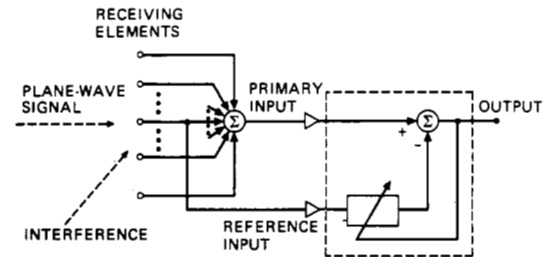 RECEIVING
ELEMENTS
PLANE-WAVE
SIGNAL
PRIMARY
INPUT
OUTPUT
Σ
Σ
+
-
INTERFERENCE
REFERENCE
INPUT